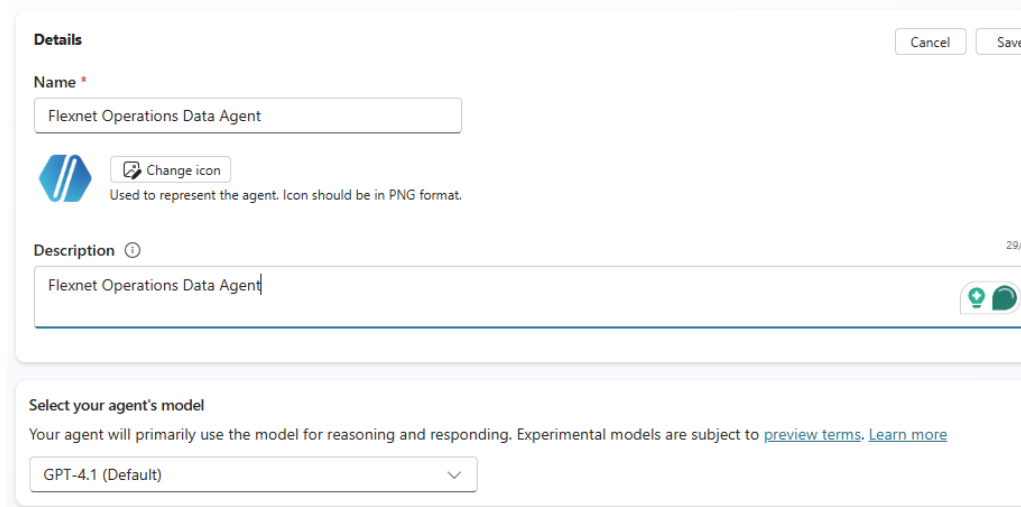 Details
Cancel
Save
Name *
Flexnet Operations Data Agent
Change icon
Used to represent the agent. Icon should be in PNG format.
Description
29/
Flexnet Operations Data Agent
Select your agent's model
Your agent will primarily use the model for reasoning and responding. Experimental models are subject to preview terms. Learn more
GPT-4.1 (Default)